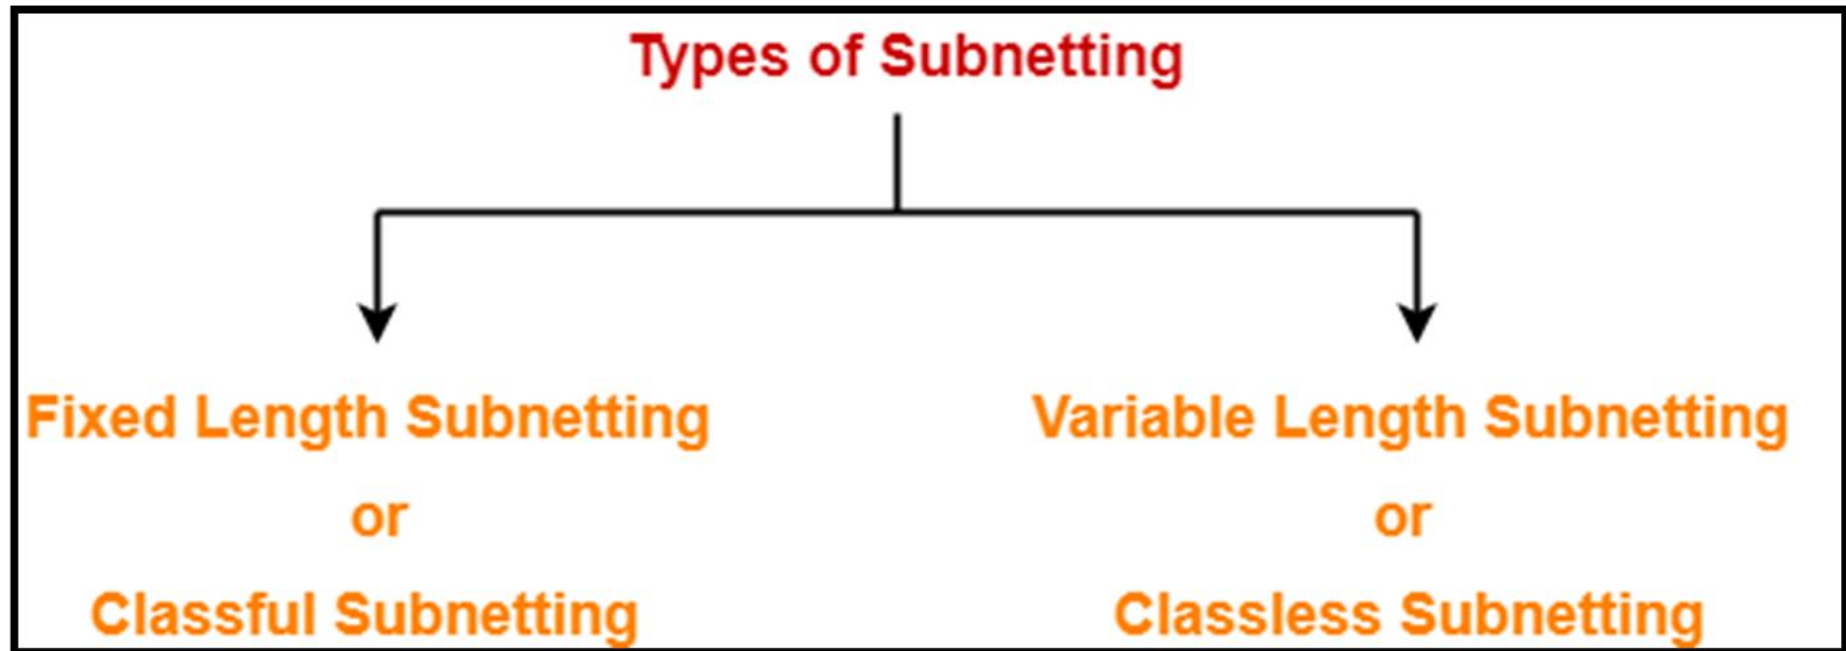 Types of Subnetting
Fixed Length Subnetting
or
Classful Subnetting
Variable Length Subnetting
or
Classless Subnetting